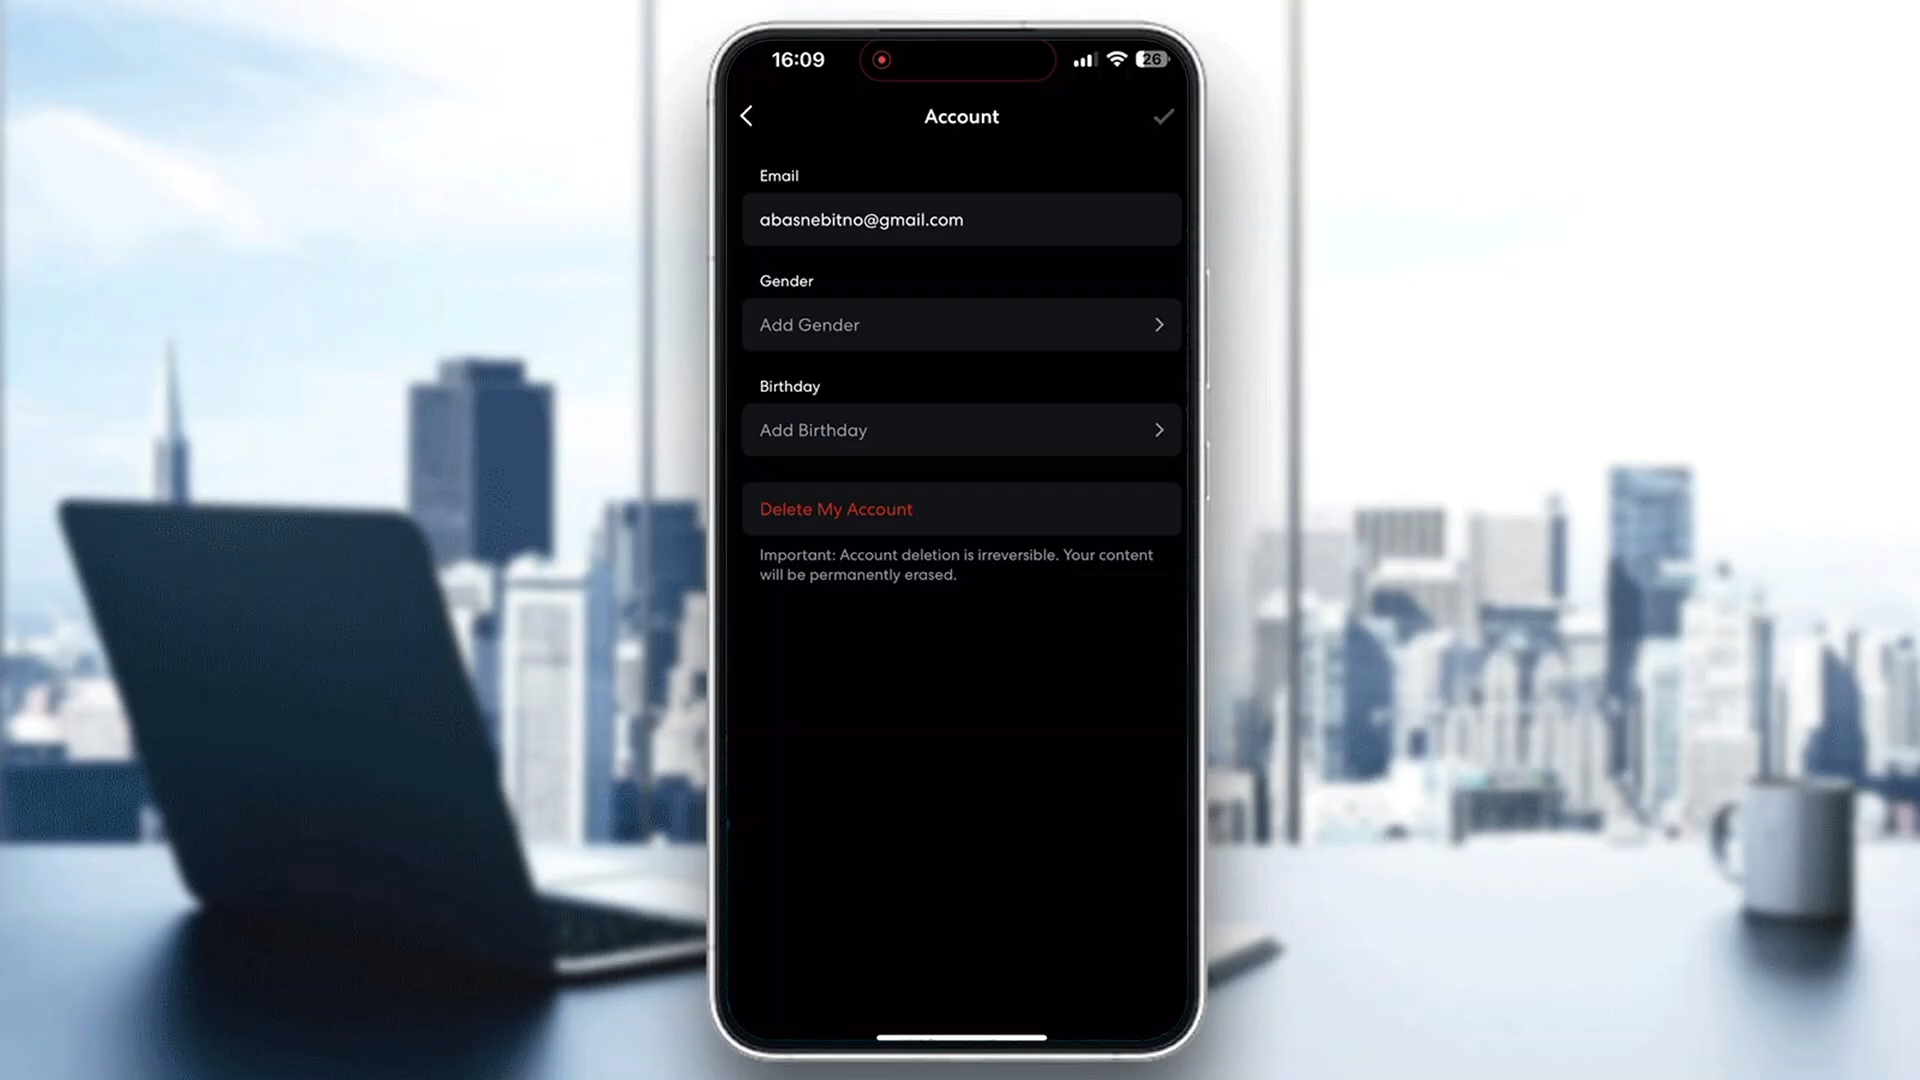 16:09
26
Account
Email
abasnebitno@gmail.com
Gender
Add Gender
Birthday
Add Birthday
Delete My Account
Important: Account deletion is irreversible. Your content
will be permanently erased.